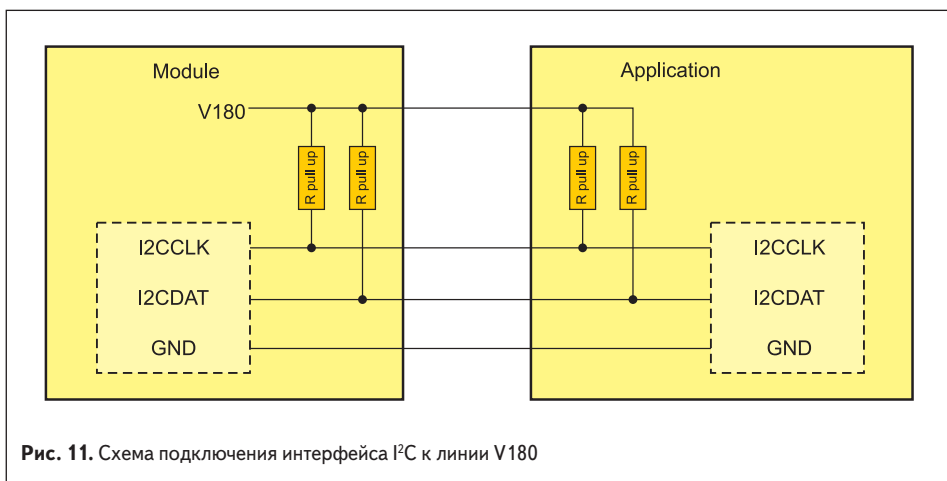 Module
Application
V180
R pull up
R pull up
R pull up
R pull up
I2CCLK
I2CCLK
I2CDAT
I2CDAT
GND
GND
Рис. 11. Схема подключения интерфейса I²C к линии V180